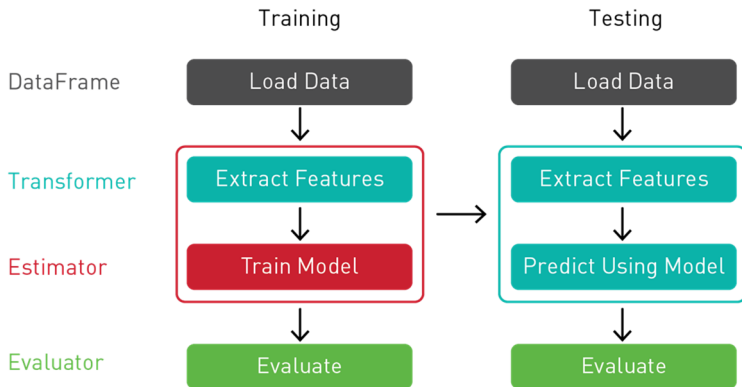 Training
Testing
DataFrame
Load Data
Load Data
Transformer
Extract Features
Extract Features
Estimator
Train Model
Predict Using Model
Evaluator
Evaluate
Evaluate